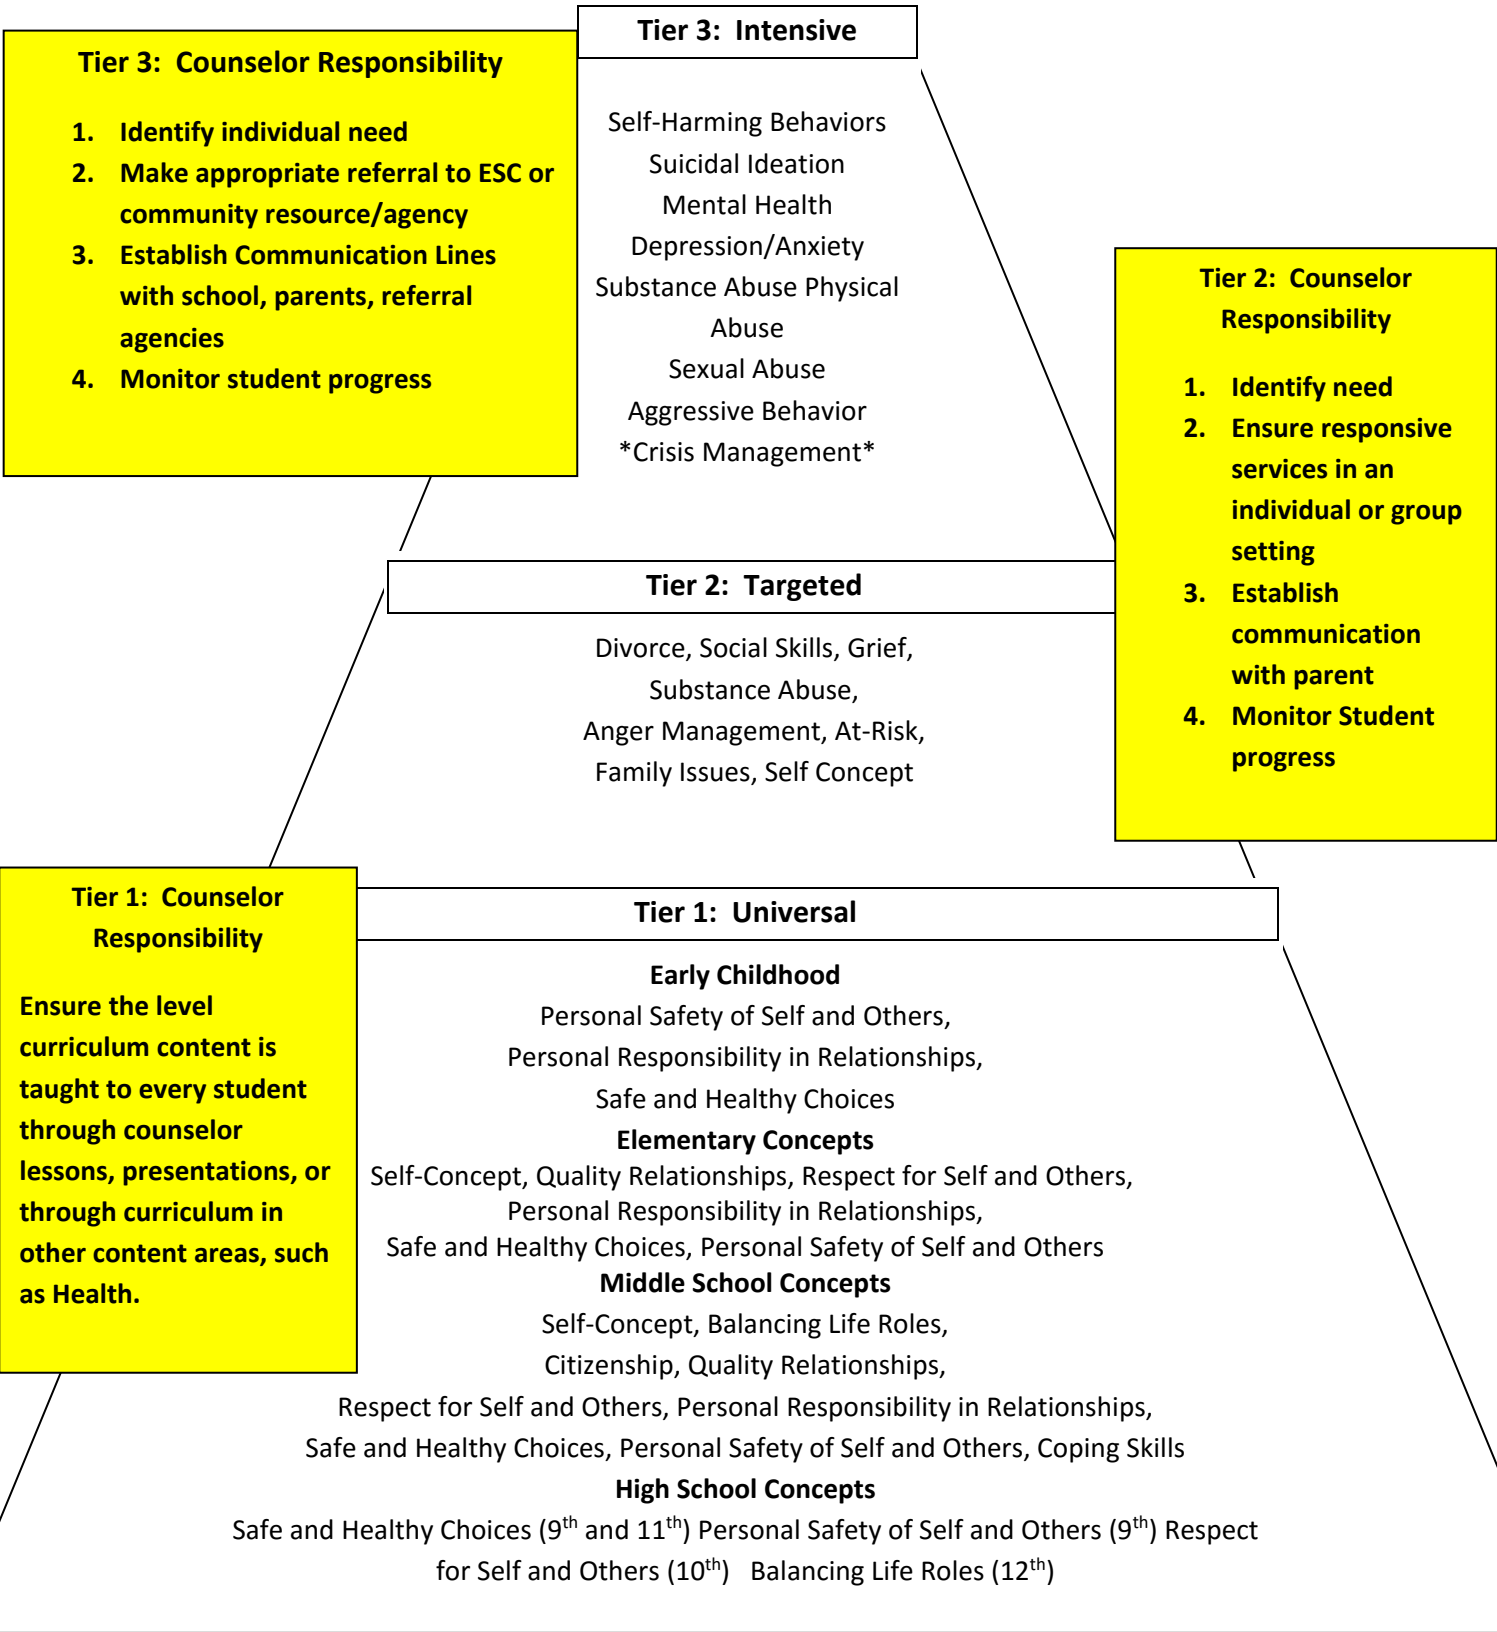 Tier 3:  Intensive
Tier 3:  Counselor Responsibility
1. Identify individual need
2. Make appropriate referral to ESC or
community resource/agency
3. Establish Communication Lines
with school, parents, referral
agencies
4. Monitor student progress
Self-Harming Behaviors
Suicidal Ideation
Mental Health
Depression/Anxiety
Substance Abuse Physical
Abuse
Sexual Abuse
Aggressive Behavior
*Crisis Management*
Tier 2:  Counselor
Responsibility
1. Identify need
2. Ensure responsive
services in an
individual or group
setting
3. Establish
communication
with parent
4. Monitor Student
progress
Tier 2:  Targeted
Divorce, Social Skills, Grief,
Substance Abuse,
Anger Management, At-Risk,
Family Issues, Self Concept
Tier 1:  Counselor
Responsibility
Ensure the level
curriculum content is
taught to every student
through counselor
lessons, presentations, or
through curriculum in
other content areas, such
as Health.
Tier 1:  Universal
Early Childhood
Personal Safety of Self and Others,
Personal Responsibility in Relationships,
Safe and Healthy Choices
Elementary Concepts
Self-Concept, Quality Relationships, Respect for Self and Others,
Personal Responsibility in Relationships,
Safe and Healthy Choices, Personal Safety of Self and Others
Middle School Concepts
Self-Concept, Balancing Life Roles,
Citizenship, Quality Relationships,
Respect for Self and Others, Personal Responsibility in Relationships,
Safe and Healthy Choices, Personal Safety of Self and Others, Coping Skills
High School Concepts
Safe and Healthy Choices (9th and 11th) Personal Safety of Self and Others (9th) Respect
for Self and Others (10th)   Balancing Life Roles (12th)